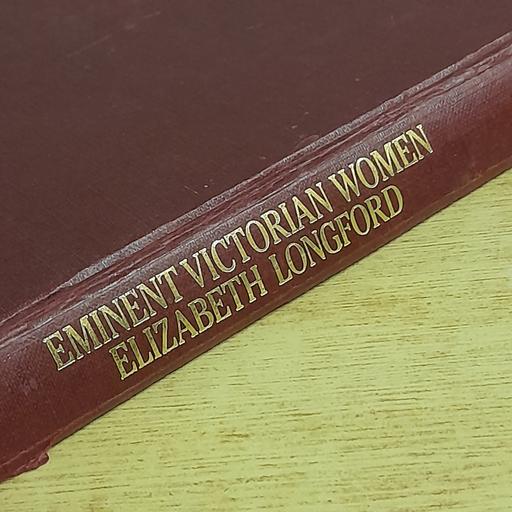 EMINENT VICTORIAN WOMEN
ELIZABETH LONGFORD